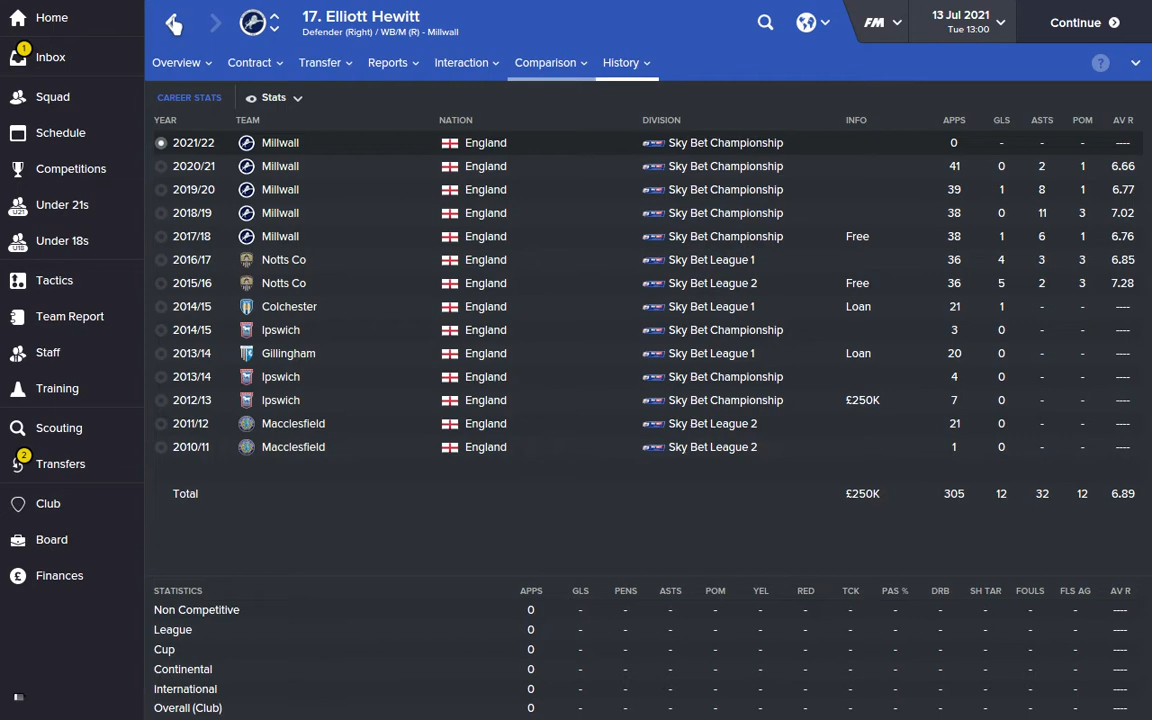 Home
1
Inbox
Squad
Schedule
Competitions
U21
Under 21s
U18
Under 18s
Tactics
Team Report
Staff
Training
Scouting
2
Transfers
Club
Board
£ Finances
17. Elliott Hewitt
Defender (Right) / WB/M (R) - Millwall
FM
13 Jul 2021
Tue 13:00
Continue
Overview Contract Transfer Reports Interaction Comparison History ?
CAREER STATS Stats
YEAR TEAM NATION DIVISION INFO APPS GLS ASTS POM AV R
2021/22 Millwall England Sky Bet Championship 0 - - - ----
2020/21 Millwall England Sky Bet Championship 41 0 2 1 6.66
2019/20 Millwall England Sky Bet Championship 39 1 8 1 6.77
2018/19 Millwall England Sky Bet Championship 38 0 11 3 7.02
2017/18 Millwall England Sky Bet Championship Free 38 1 6 1 6.76
2016/17 Notts Co England Sky Bet League 1 36 4 3 3 6.85
2015/16 Notts Co England Sky Bet League 2 Free 36 5 2 3 7.28
2014/15 Colchester England Sky Bet League 1 Loan 21 1 - - ----
2014/15 Ipswich England Sky Bet Championship 3 0 - - ----
2013/14 Gillingham England Sky Bet League 1 Loan 20 0 - - ----
2013/14 Ipswich England Sky Bet Championship 4 0 - - ----
2012/13 Ipswich England Sky Bet Championship £250K 7 0 - - ----
2011/12 Macclesfield England Sky Bet League 2 21 0 - - ----
2010/11 Macclesfield England Sky Bet League 2 1 0 - - ----
Total £250K 305 12 32 12 6.89
STATISTICS APPS GLS PENS ASTS POM YEL RED TCK PAS % DRB SH TAR FOULS FLS AG AV R
Non Competitive 0 - - - - - - - - - - - - ----
League 0 - - - - - - - - - - - - ----
Cup 0 - - - - - - - - - - - - ----
Continental 0 - - - - - - - - - - - - ----
International 0 - - - - - - - - - - - - ----
Overall (Club) 0 - - - - - - - - - - - - ----